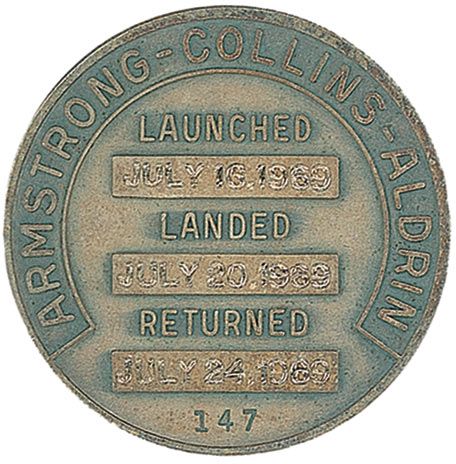 ARMSTRONG-COLLINS-ALDRIN
LAUNCHED
JULY 16,1969
LANDED
JULY 20,1969
RETURNED
JULY 24,1969
147